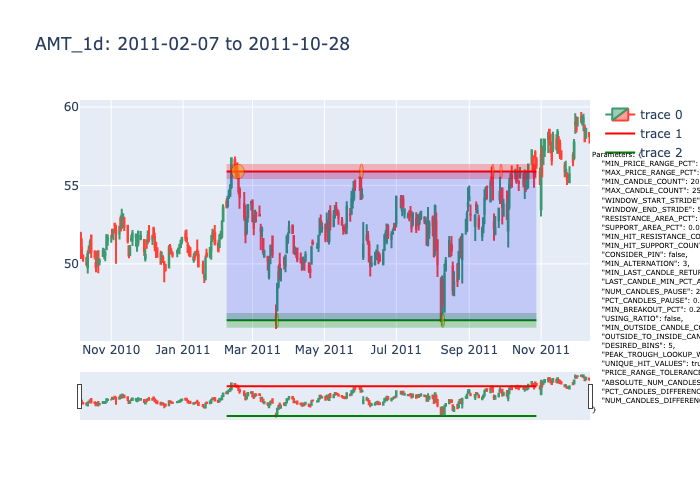 AMT_1d: 2011-02-07 to 2011-10-28
60
55
50
Nov 2010
Jan 2011
Mar 2011
May 2011
Jul 2011
Sep 2011
Nov 2011
trace 0
trace 1
trace 2
Parameters: {
"MIN_PRICE_RANGE_PCT":
"MAX_PRICE_RANGE_PCT":
"MIN_CANDLE_COUNT": 20
"MAX_CANDLE_COUNT": 25
"WINDOW_START_STRIDE"
"WINDOW_END_STRIDE": 5
"RESISTANCE_AREA_PCT":
"SUPPORT_AREA_PCT": 0.0
"MIN_HIT_RESISTANCE_CO
"MIN_HIT_SUPPORT_COUNT
"CONSIDER_PIN": false,
"MIN_ALTERNATION": 3,
"MIN_LAST_CANDLE_RETUR
"LAST_CANDLE_MIN_PCT_A
"NUM_CANDLES_PAUSE": 2
"PCT_CANDLES_PAUSE": 0.
"MIN_BREAKOUT_PCT": 0.2
"USING_RATIO": false,
"MIN_OUTSIDE_CANDLE_CO
"OUTSIDE_TO_INSIDE_CAN
"DESIRED_BINS": 5,
"PEAK_TROUGH_LOOKUP_W
"UNIQUE_HIT_VALUES": tru
"PRICE_RANGE_TOLERANC
"ABSOLUTE_NUM_CANDLES
"PCT_CANDLES_DIFFERENC
"NUM_CANDLES_DIFFEREN
}